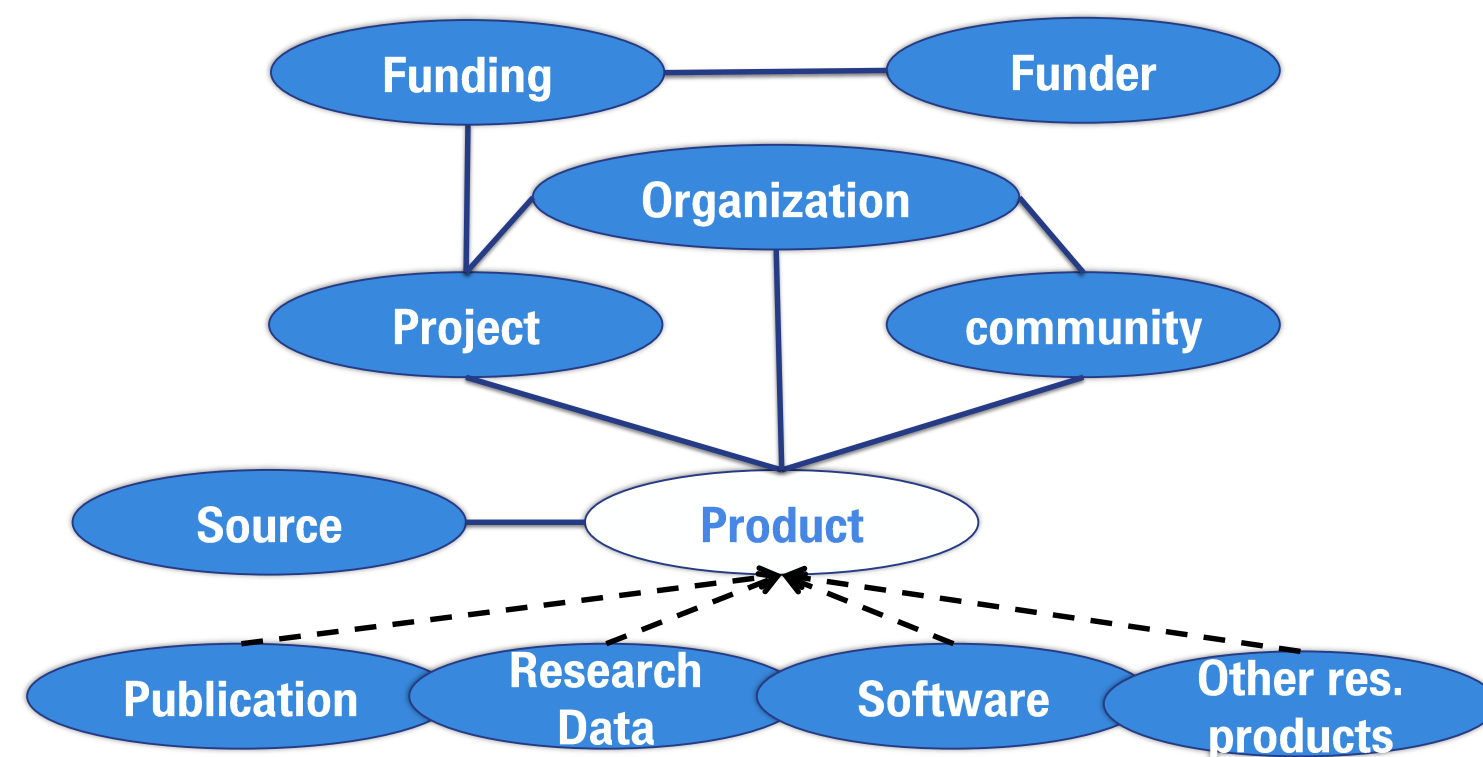 Funding
Funder
Organization
Project
community
Source
Product
Publication
Research
Data
Software
Other res.
products